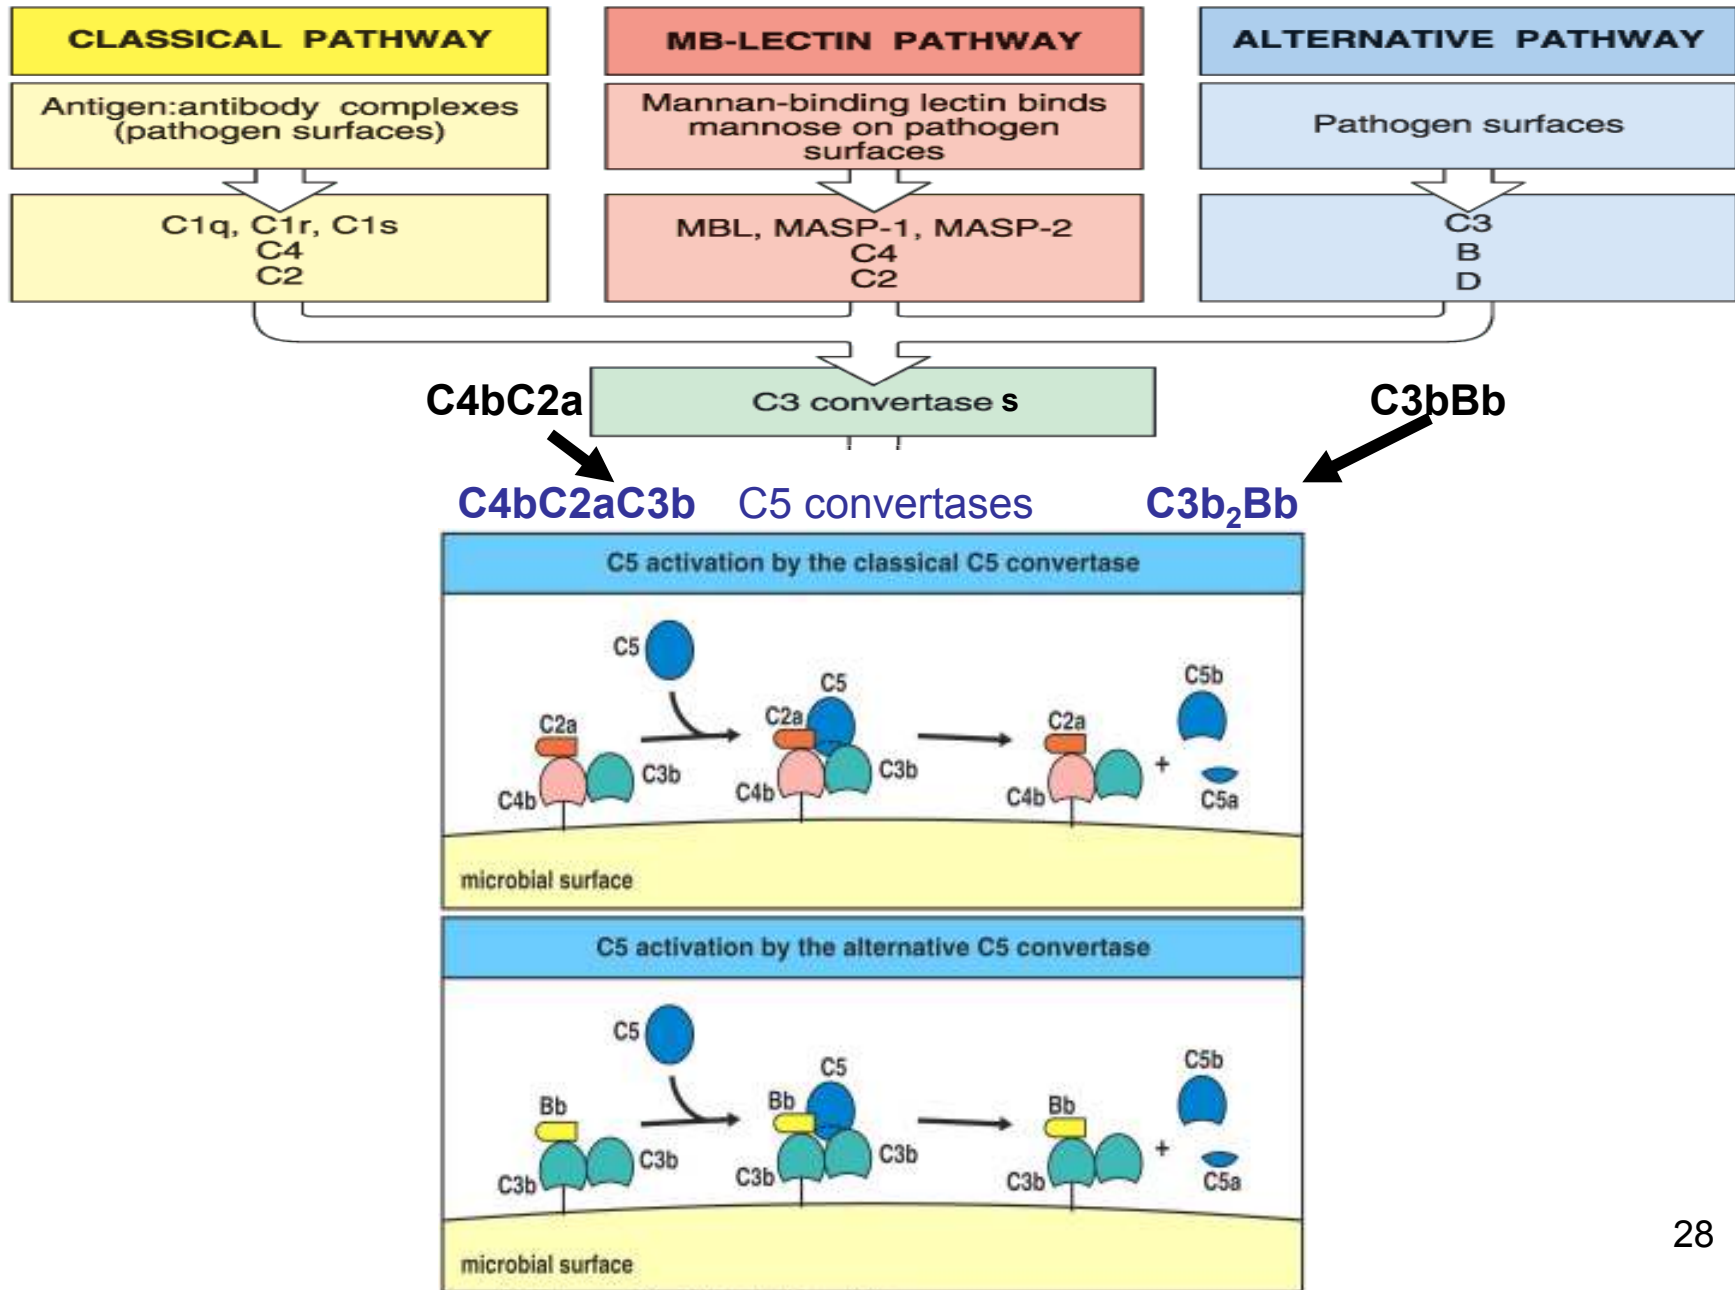 CLASSICAL PATHWAY
Antigen:antibody complexes
(pathogen surfaces)
C1q, C1r, C1s
C4
C2
MB-LECTIN PATHWAY
Mannan-binding lectin binds
mannose on pathogen
surfaces
MBL, MASP-1, MASP-2
C4
C2
ALTERNATIVE PATHWAY
Pathogen surfaces
C3
B
D
C4bC2a
C3 convertase s
C3bBb
C4bC2aC3b
C5 convertases
C3b₂Bb
C5 activation by the classical C5 convertase
C5
C2a
C4b
C3b
C5
C2a
C4b
C3b
C2a
C4b
+
C5b
C5a
microbial surface
C5 activation by the alternative C5 convertase
C5
Bb
C3b
C3b
C5
Bb
C3b
C3b
Bb
C3b
+
C5b
C5a
microbial surface
28